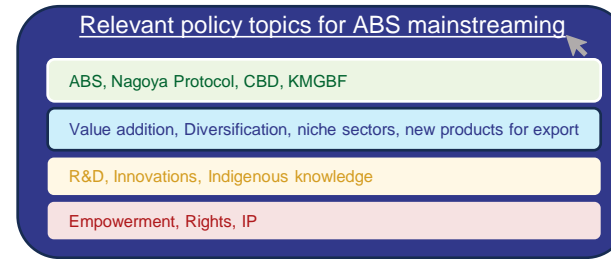 Relevant policy topics for ABS mainstreaming
ABS, Nagoya Protocol, CBD, KMGBF
Value addition, Diversification, niche sectors, new products for export
R&D, Innovations, Indigenous knowledge
Empowerment, Rights, IP